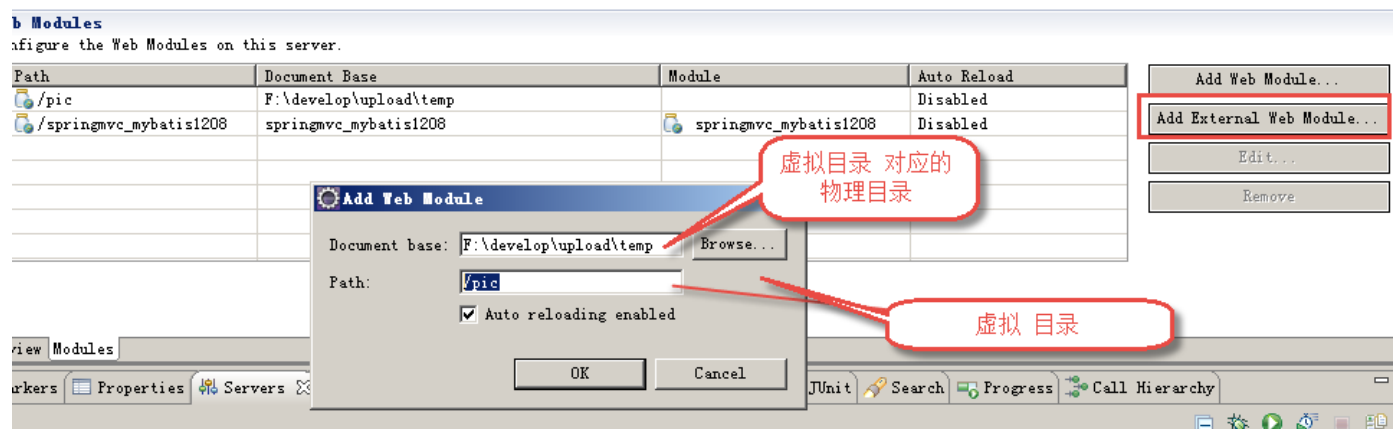 b Modules
nfigure the Web Modules on this server.
Path Document Base Module Auto Reload
/pic F:\develop\upload\temp Disabled
/springmvc_mybatis1208 springmvc_mybatis1208 springmvc_mybatis1208 Disabled
Add Web Module...
Add External Web Module...
Edit...
Remove
虚拟目录 对应的
物理目录
Add Web Module
Document base: F:\develop\upload\temp Browse...
Path: /pic
Auto reloading enabled
虚拟 目录
OK Cancel
view Modules
arkers Properties Servers JUnit Search Progress Call Hierarchy